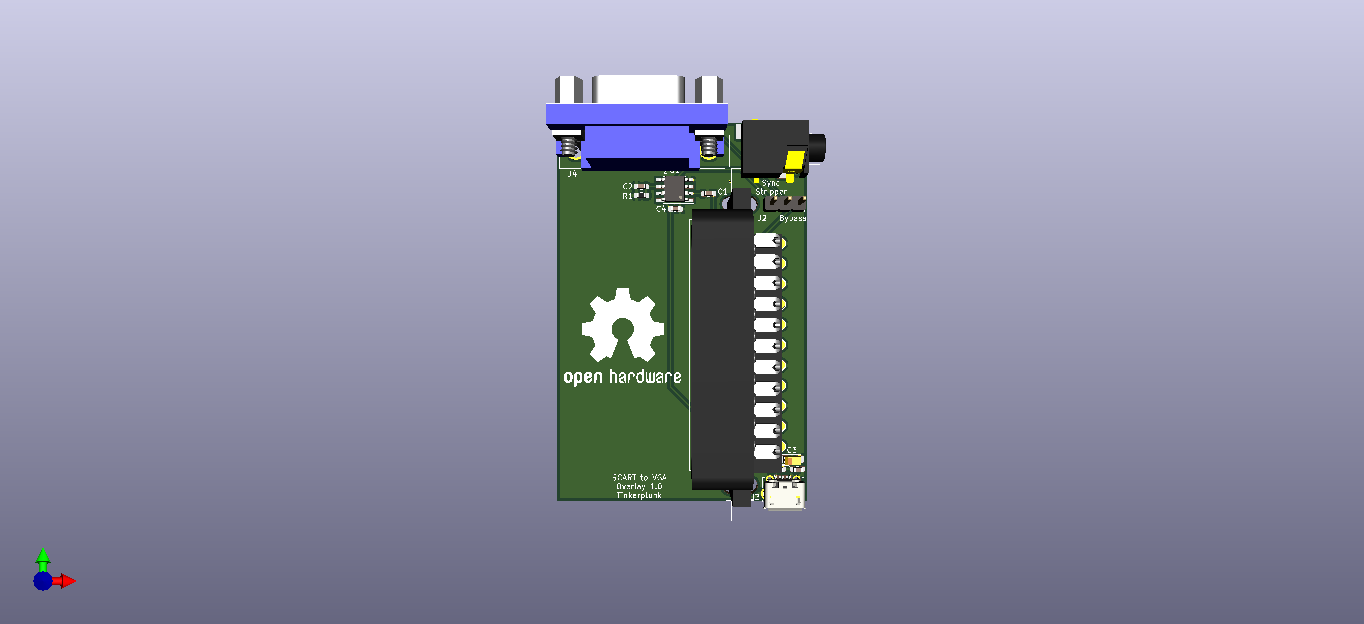 J4
Sync
Stripper
C2
R1
C1
C4
J2 Bypass
open hardware
C3
SCART to VGA
Overlay 1.0
Tinkerplunk